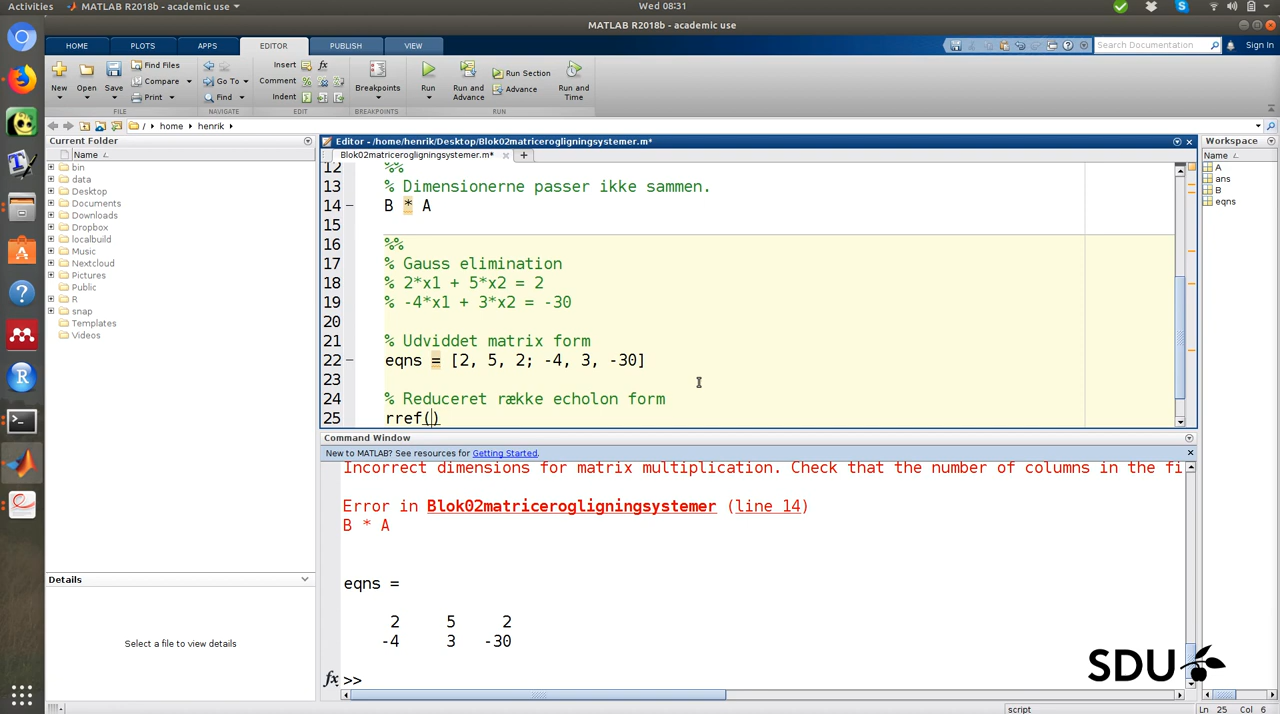 Activities MATLAB R2018b - academic use Wed 08:31
MATLAB R2018b - academic use
HOME PLOTS APPS EDITOR PUBLISH VIEW Search Documentation Sign In
New Open Save Find Files Compare Print
Go To Find
Insert fx Comment Indent
Breakpoints
Run Run and Advance Run Section Advance Run and Time
FILE NAVIGATE EDIT BREAKPOINTS RUN
/ home henrik
Current Folder
Name
bin
data
Desktop
Documents
Downloads
Dropbox
localbuild
Music
Nextcloud
Pictures
Public
R
snap
Templates
Videos
Details
Select a file to view details
Editor - /home/henrik/Desktop/Blok02matricerogligningsystemer.m*
Blok02matricerogligningsystemer.m* × +
12 %%
13 % Dimensionerne passer ikke sammen.
14 – B * A
15
16 %%
17 % Gauss elimination
18 % 2*x1 + 5*x2 = 2
19 % -4*x1 + 3*x2 = -30
20
21 % Udviddet matrix form
22 – eqns = [2, 5, 2; -4, 3, -30]
23
24 % Reduceret række echolon form
25 rref()
Command Window
New to MATLAB? See resources for Getting Started.
Incorrect dimensions for matrix multiplication. Check that the number of columns in the fi
Error in Blok02matricerogligningsystemer (line 14)
B * A
eqns =
2 5 2
-4 3 -30
fx >>
Workspace
Name
A
ans
B
eqns
SDU
script Ln 25 Col 6